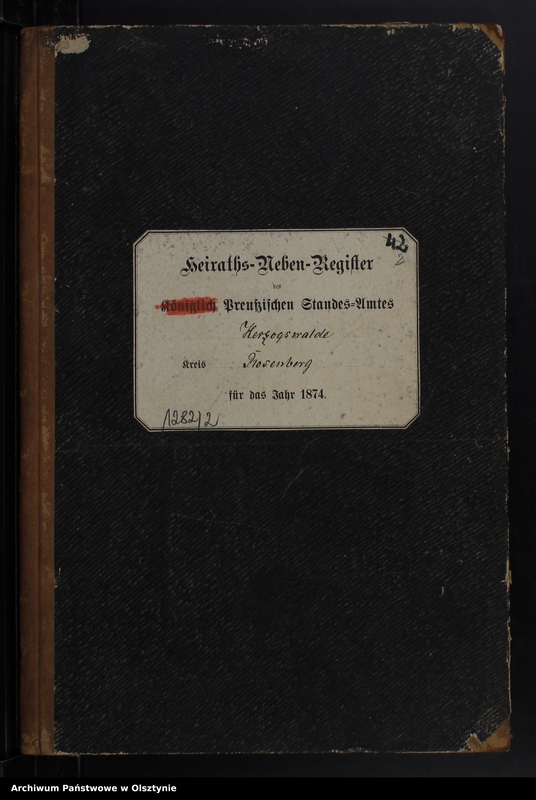 42
2
Heiraths-Neben-Register
des
Königlich Preußischen Standes-Amtes
Herzogswalde
Kreis Rosenberg
für das Jahr 1874.
1282/2
Archiwum Państwowe w Olsztynie